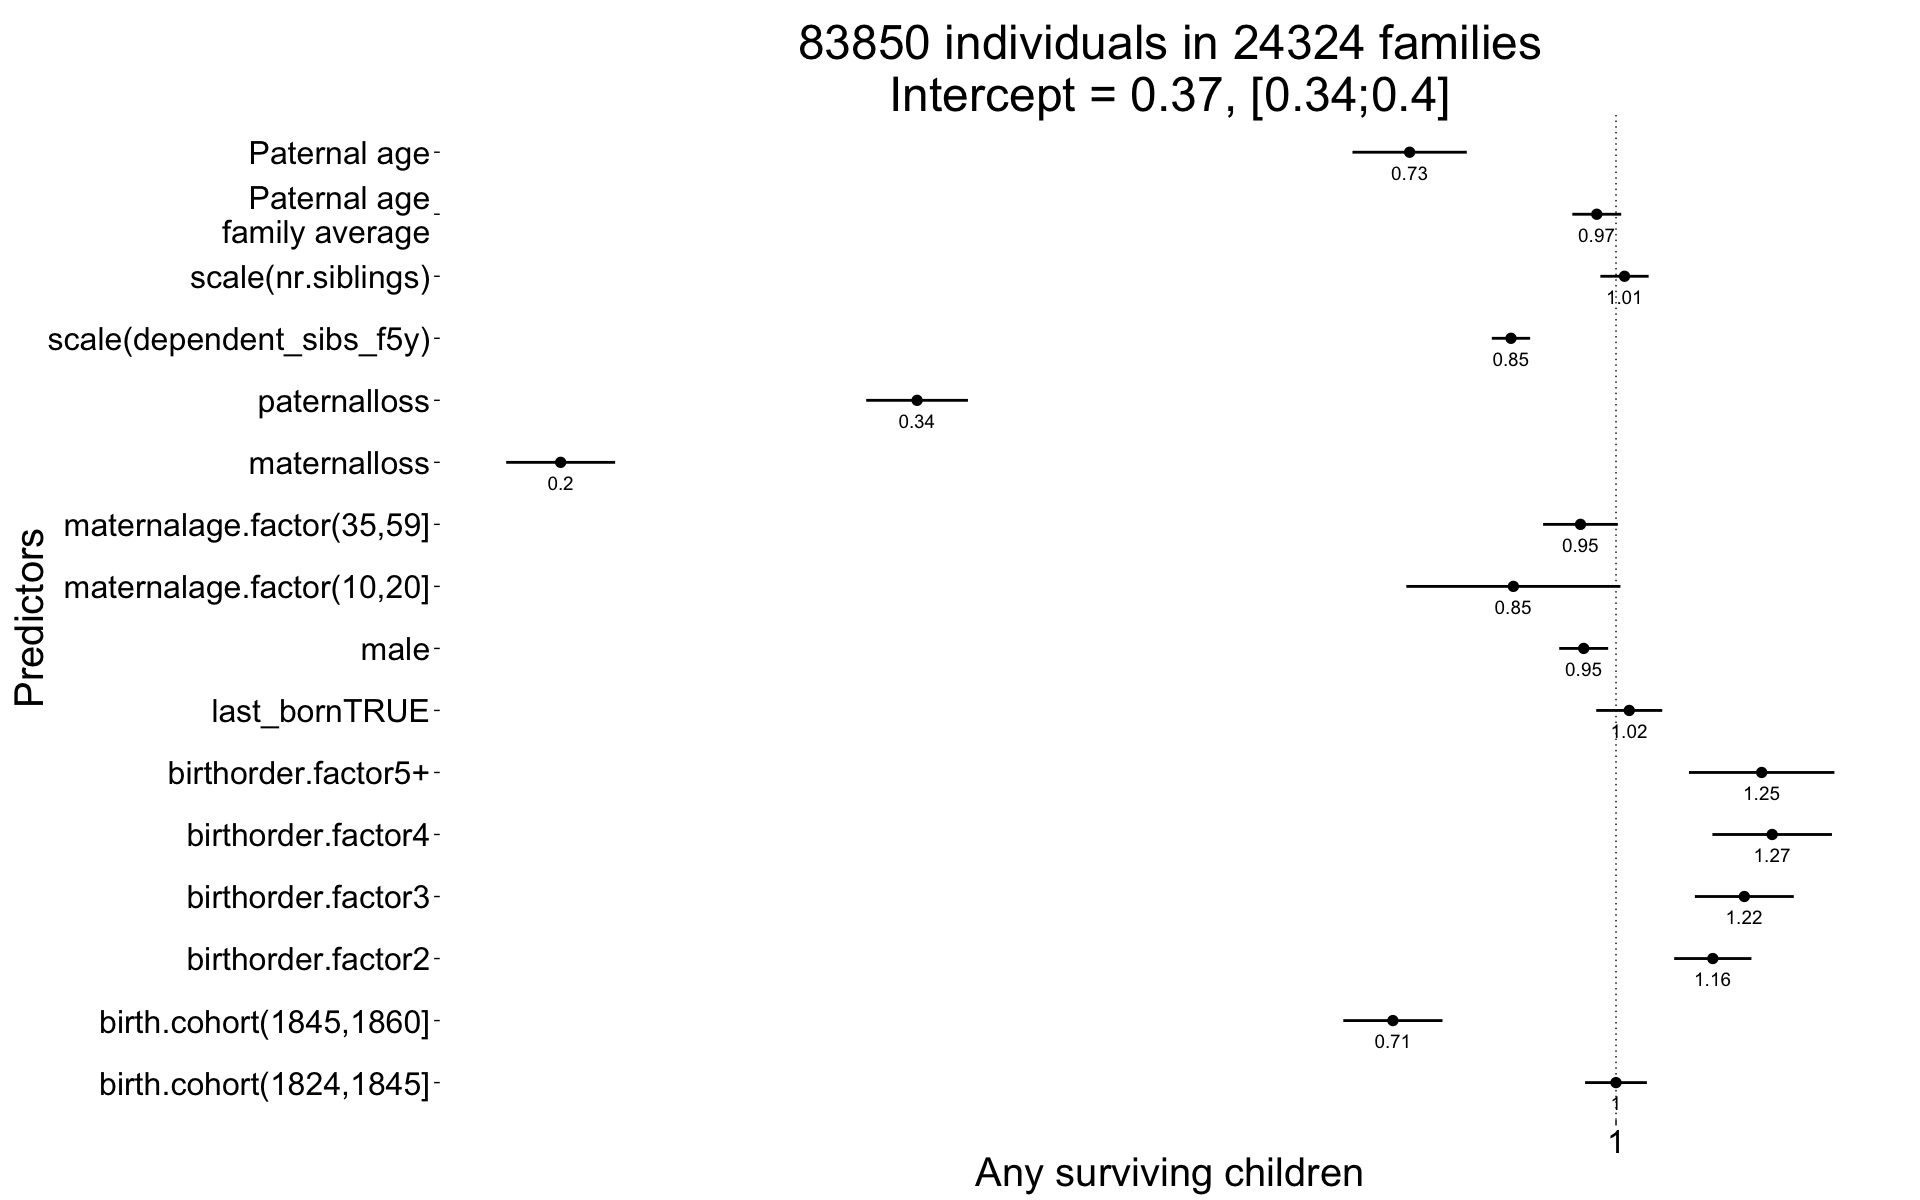 83850 individuals in 24324 families
Intercept = 0.37, [0.34;0.4]
Predictors
Paternal age
0.73
Paternal age
family average
0.97
scale(nr.siblings)
1.01
scale(dependent_sibs_f5y)
0.85
paternalloss
0.34
maternalloss
0.2
maternalage.factor(35,59]
0.95
maternalage.factor(10,20]
0.85
male
0.95
last_bornTRUE
1.02
birthorder.factor5+
1.25
birthorder.factor4
1.27
birthorder.factor3
1.22
birthorder.factor2
1.16
birth.cohort(1845,1860]
0.71
birth.cohort(1824,1845]
1
1
Any surviving children